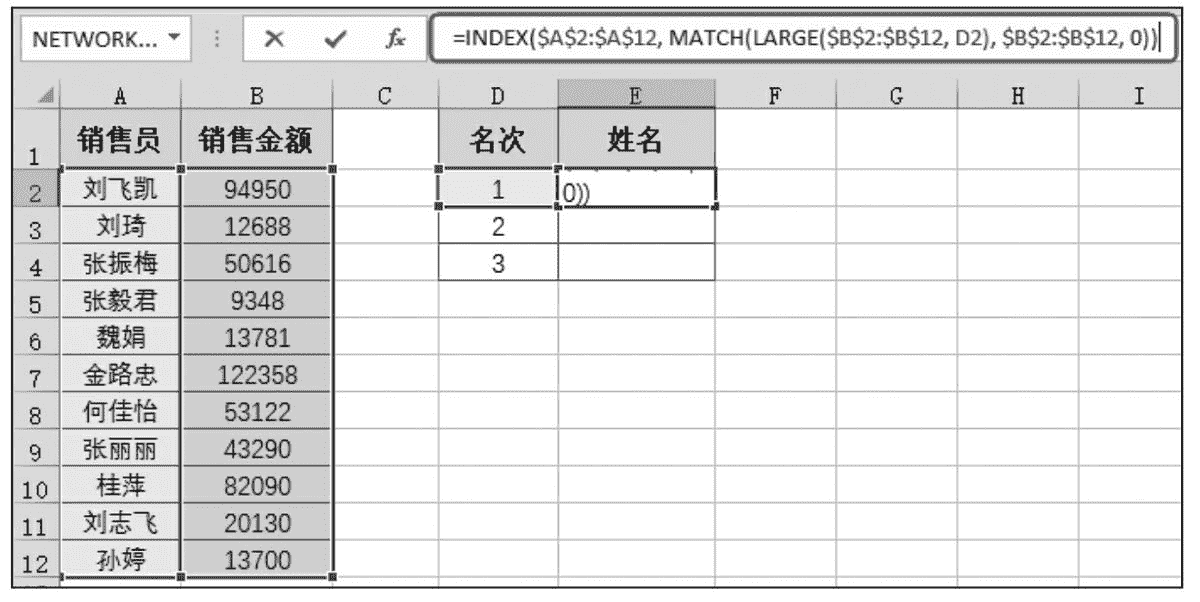 NETWORK... =INDEX($A$2:$A$12, MATCH(LARGE($B$2:$B$12, D2), $B$2:$B$12, 0))
A B C D E F G H I
1 销售员 销售金额 名次 姓名
2 刘飞凯 94950 1 0))
3 刘琦 12688 2
4 张振梅 50616 3
5 张毅君 9348
6 魏娟 13781
7 金路忠 122358
8 何佳怡 53122
9 张丽丽 43290
10 桂萍 82090
11 刘志飞 20130
12 孙婷 13700